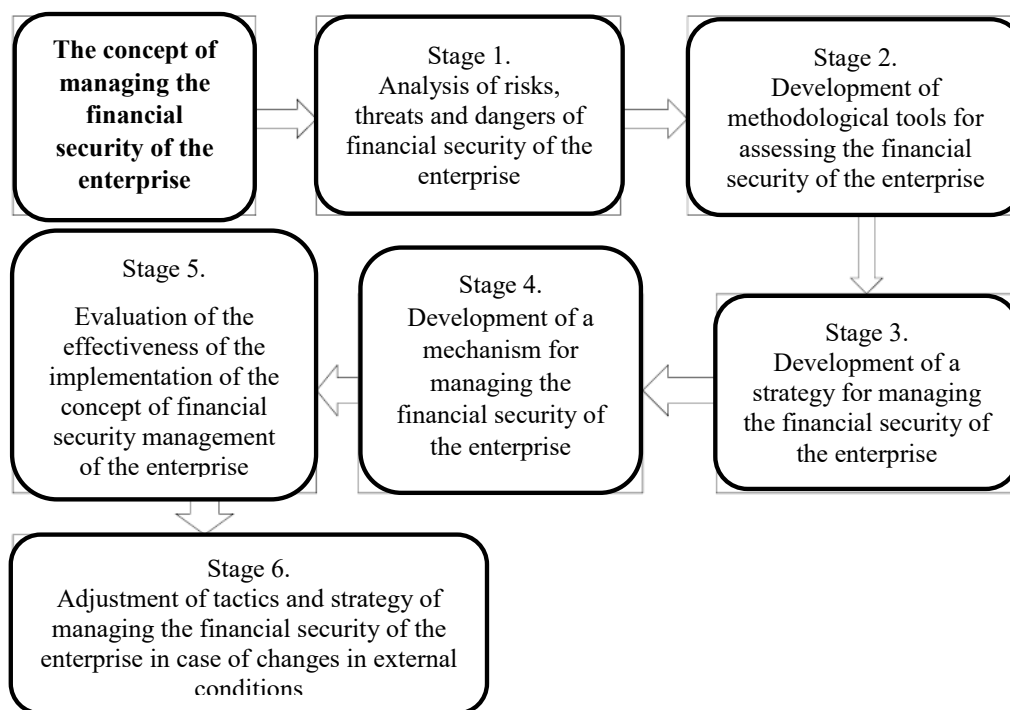 The concept of
managing the
financial
security of the
enterprise
Stage 1.
Analysis of risks,
threats and dangers of
financial security of the
enterprise
Stage 2.
Development of
methodological tools for
assessing the financial
security of the enterprise
Stage 3.
Development of a
strategy for managing
the financial security of
the enterprise
Stage 4.
Development of a
mechanism for
managing the
financial security of
the enterprise
Stage 5.
Evaluation of the
effectiveness of the
implementation of the
concept of financial
security management
of the enterprise
Stage 6.
Adjustment of tactics and strategy of
managing the financial security of the
enterprise in case of changes in external
conditions